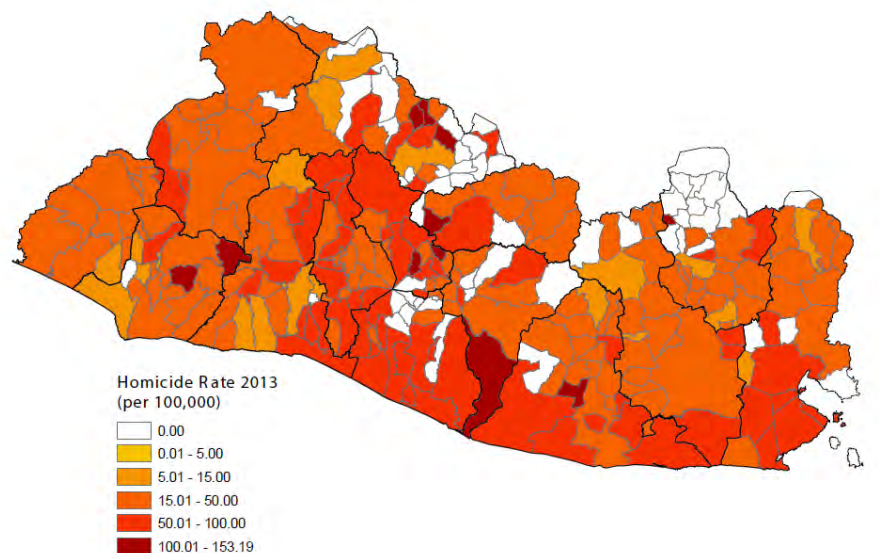 Homicide Rate 2013
(per 100,000)
0.00
0.01 - 5.00
5.01 - 15.00
15.01 - 50.00
50.01 - 100.00
100.01 - 153.19